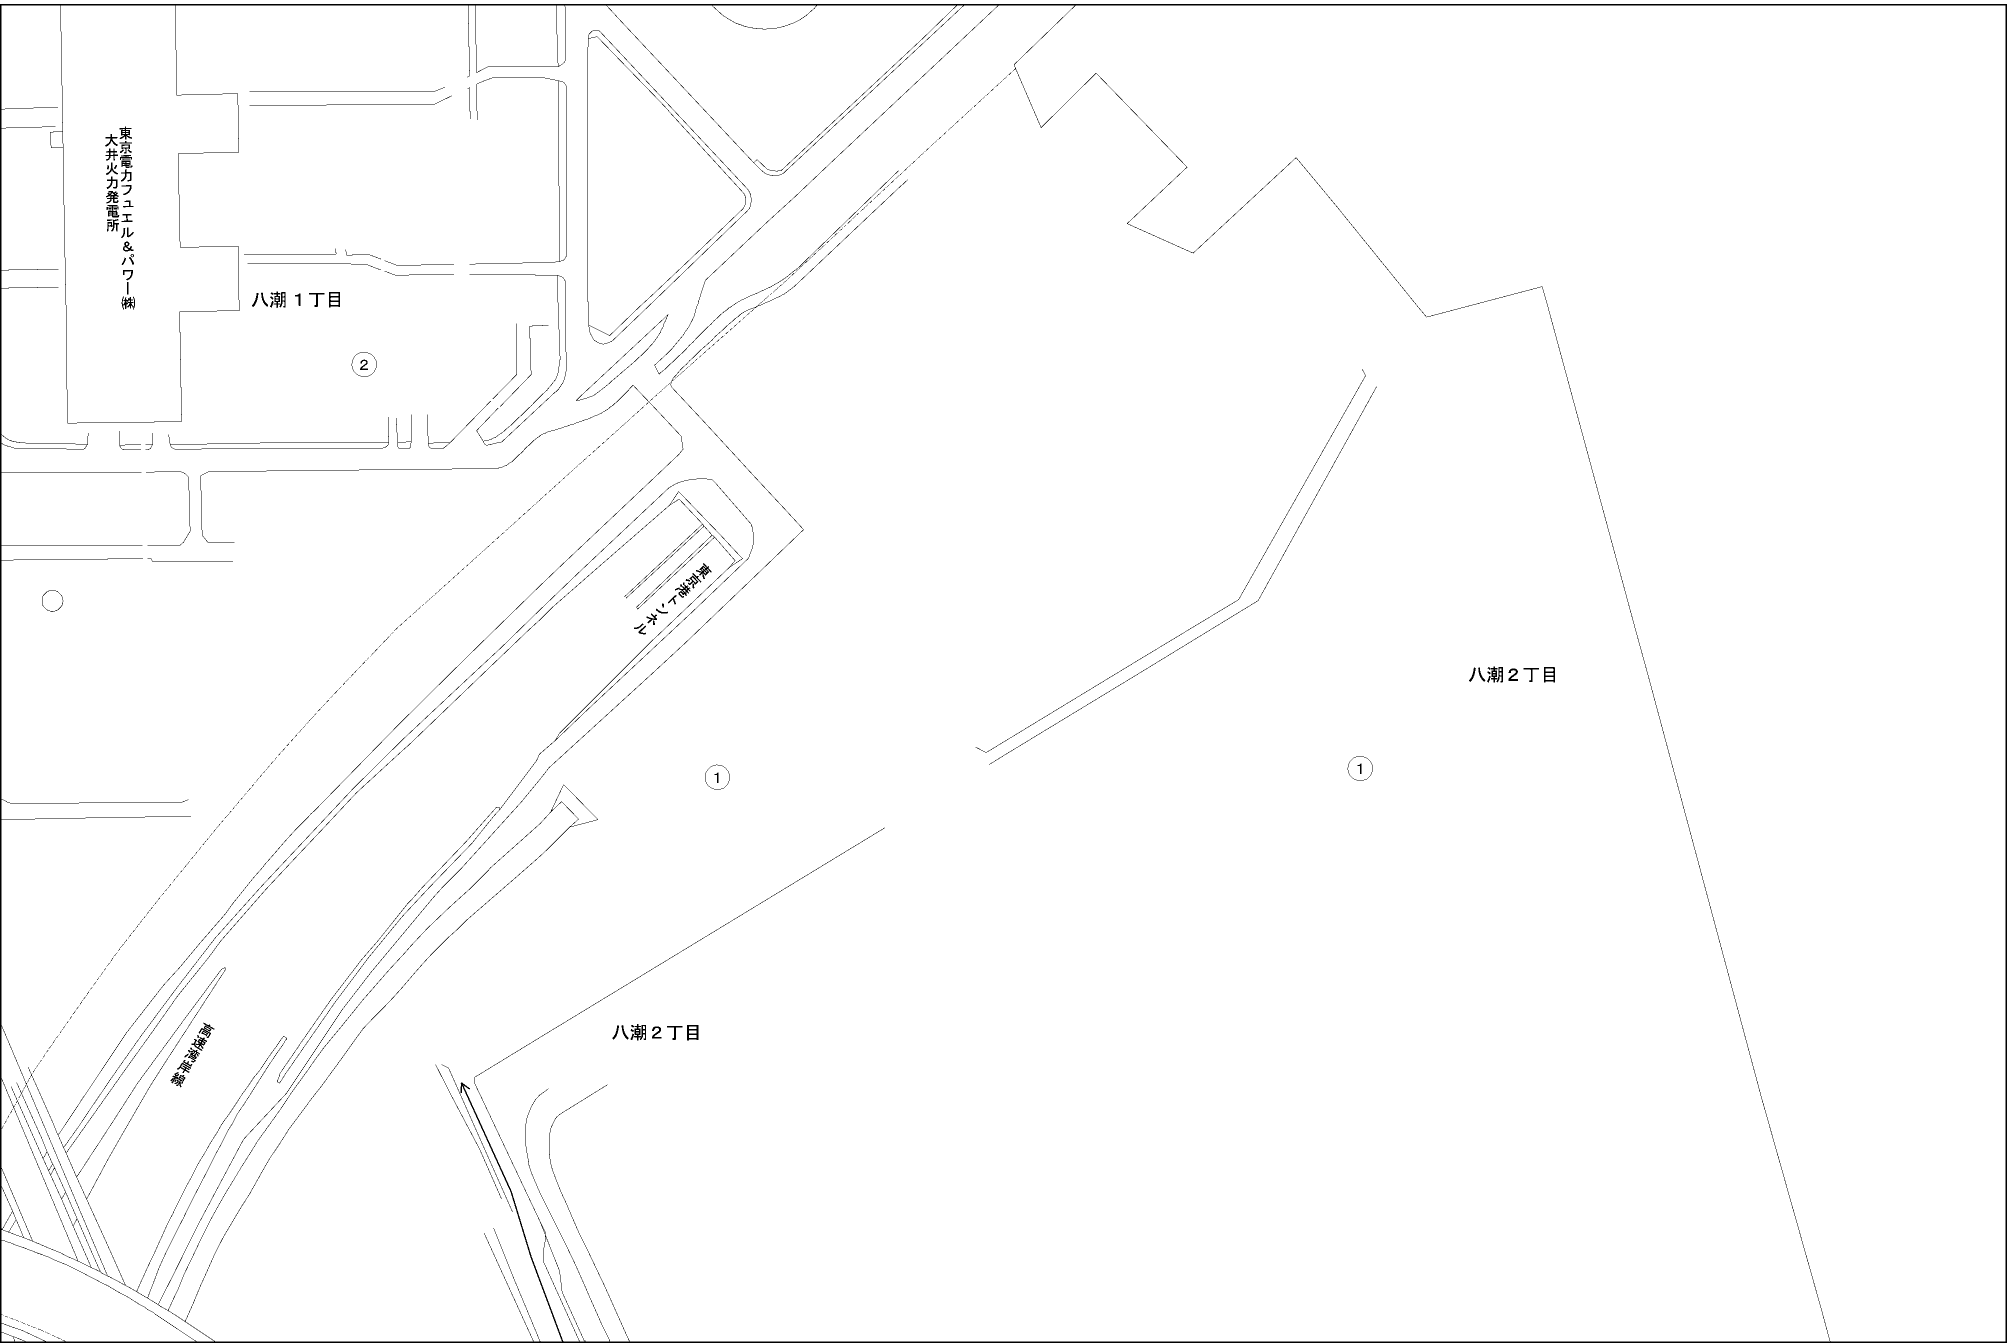 東京電力フュエル&パワー㈱
大井火力発電所
八潮１丁目
2
東京港トンネル
八潮２丁目
1
1
八潮２丁目
高速湾岸線